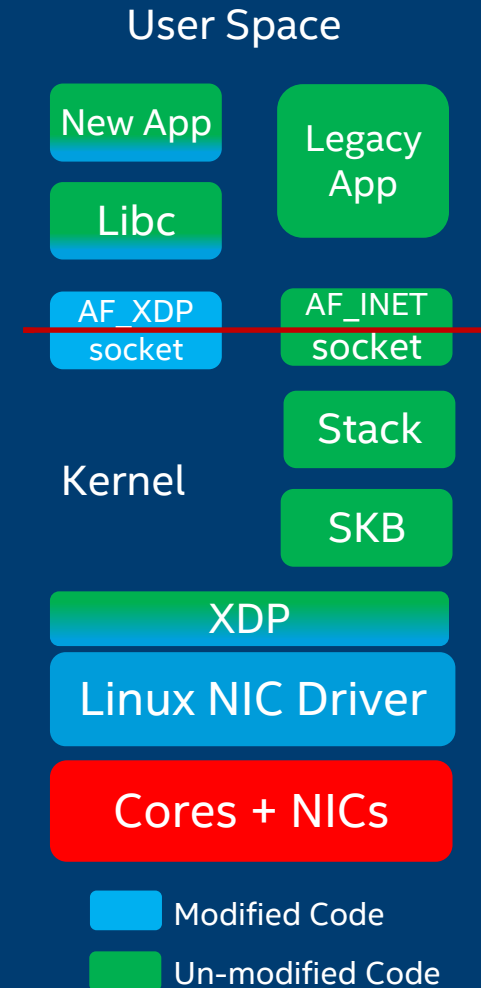 User Space
New App
Legacy
App
Libc
AF_XDP
socket
AF_INET
socket
Stack
Kernel
SKB
XDP
Linux NIC Driver
Cores + NICs
Modified Code
Un-modified Code